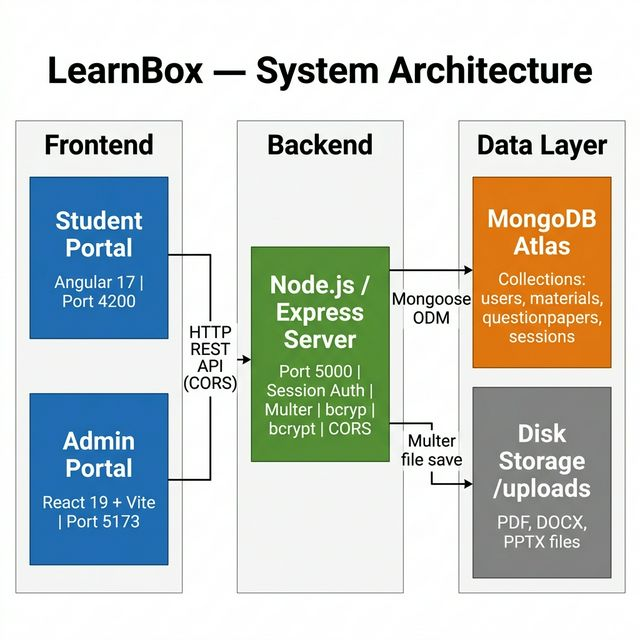 LearnBox — System Architecture
Frontend
Student
Portal
Angular 17 |
Port 4200
Admin
Portal
React 19 + Vite
| Port 5173
HTTP
REST
API
(CORS)
Backend
Node.js /
Express
Server
Port 5000 |
Session Auth |
Multer | bcryp |
bcrypt | CORS
Mongoose
ODM
Multer
file save
Data Layer
MongoDB
Atlas
Collections:
users, materials,
questionpapers,
sessions
Disk
Storage
/uploads
PDF, DOCX,
PPTX files